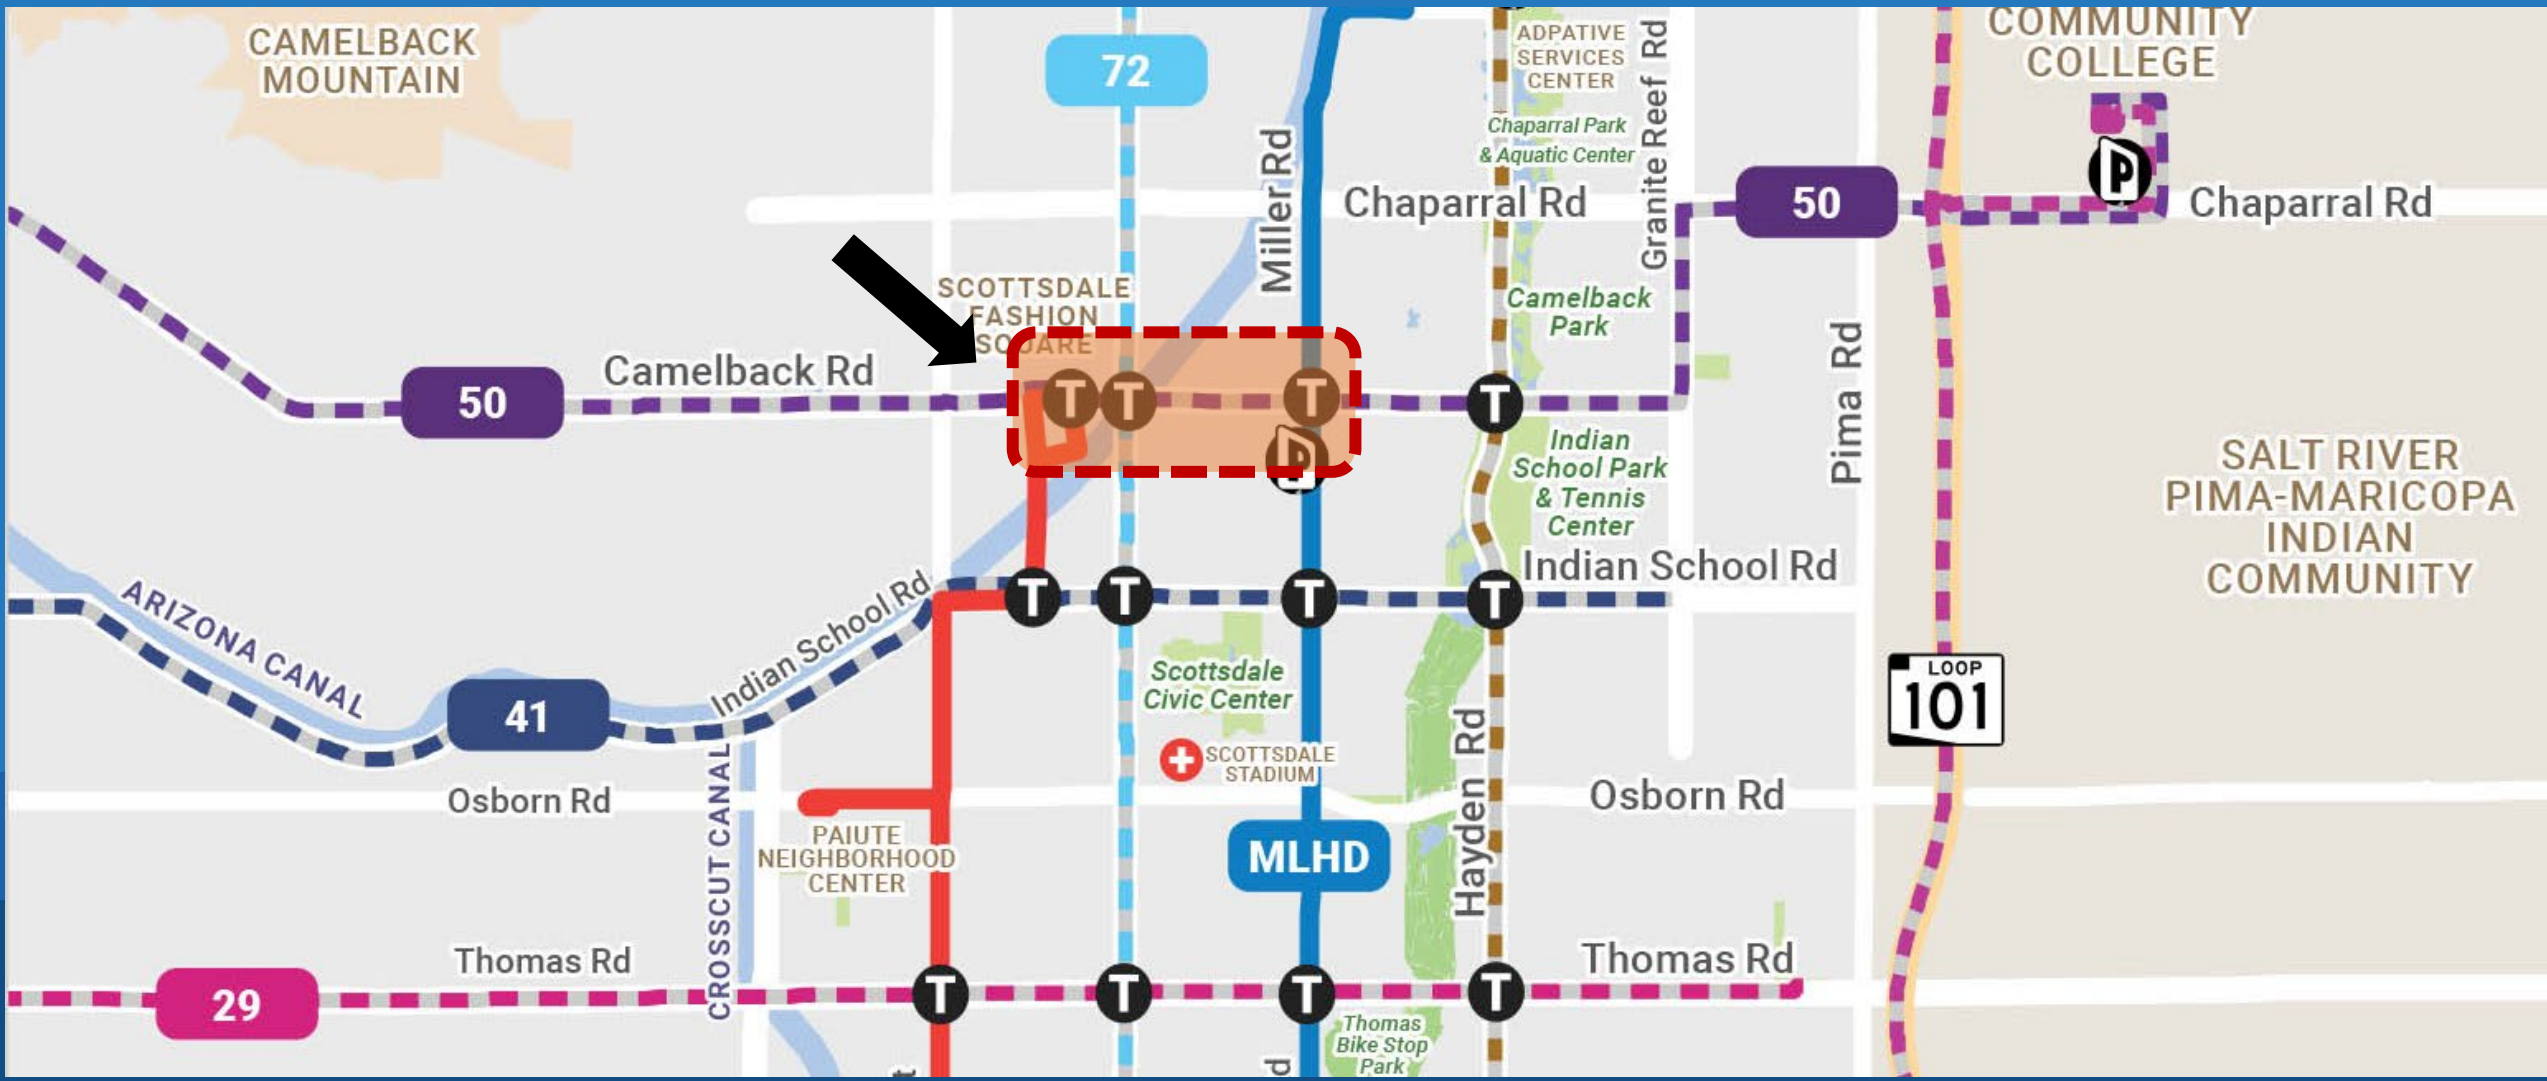 CAMELBACK
MOUNTAIN
72
Miller Rd
ADPATIVE
SERVICES
CENTER
Chaparral Park
& Aquatic Center
Granite Reef Rd
COMMUNITY
COLLEGE
P
Chaparral Rd
50
Chaparral Rd
SCOTTSDALE
FASHION
SQUARE
Camelback
Park
Camelback Rd
50
T
T
T
T
P
Pima Rd
Indian
School Park
& Tennis
Center
SALT RIVER
PIMA-MARICOPA
INDIAN
COMMUNITY
ARIZONA CANAL
Indian School Rd
T
T
T
T
Indian School Rd
41
Scottsdale
Civic Center
LOOP
101
SCOTTSDALE
STADIUM
Osborn Rd
CROSSCUT CANAL
PAIUTE
NEIGHBORHOOD
CENTER
MLHD
Hayden Rd
Osborn Rd
Thomas Rd
Thomas Rd
29
T
T
T
T
Thomas
Bike Stop
Park
t
d